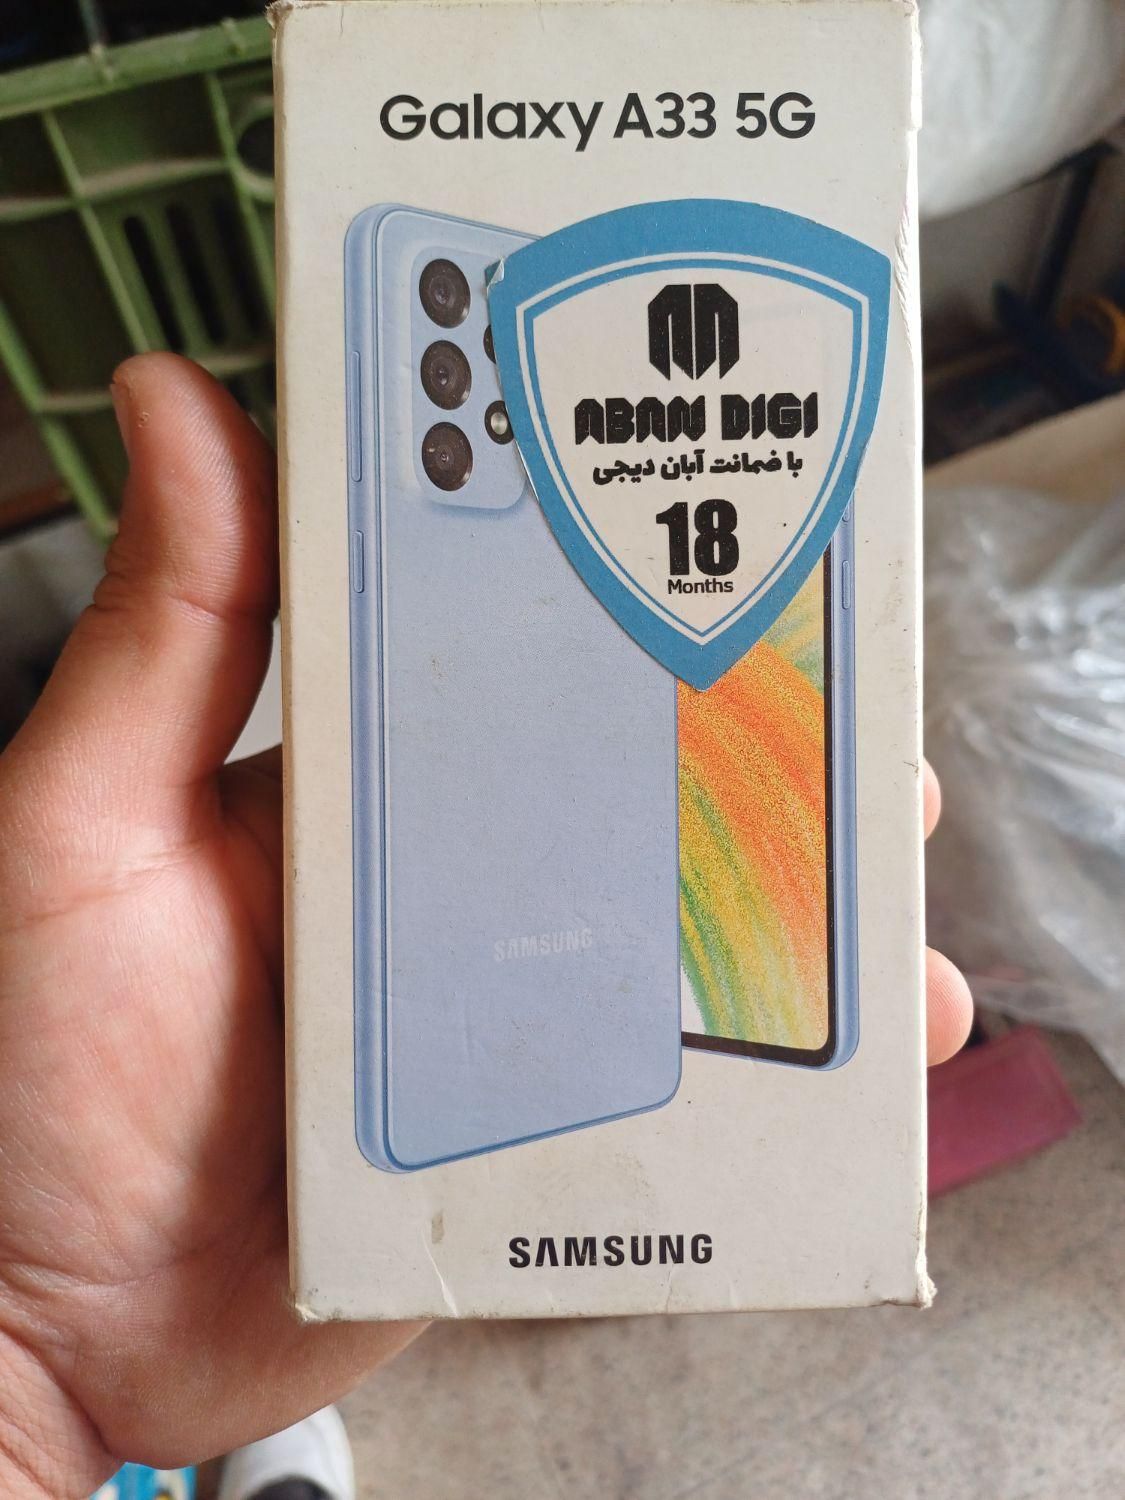 Galaxy A33 5G
ABAN DIGI
با ضمانت آبان دیجی
18
Months
SAMSUNG
SAMSUNG